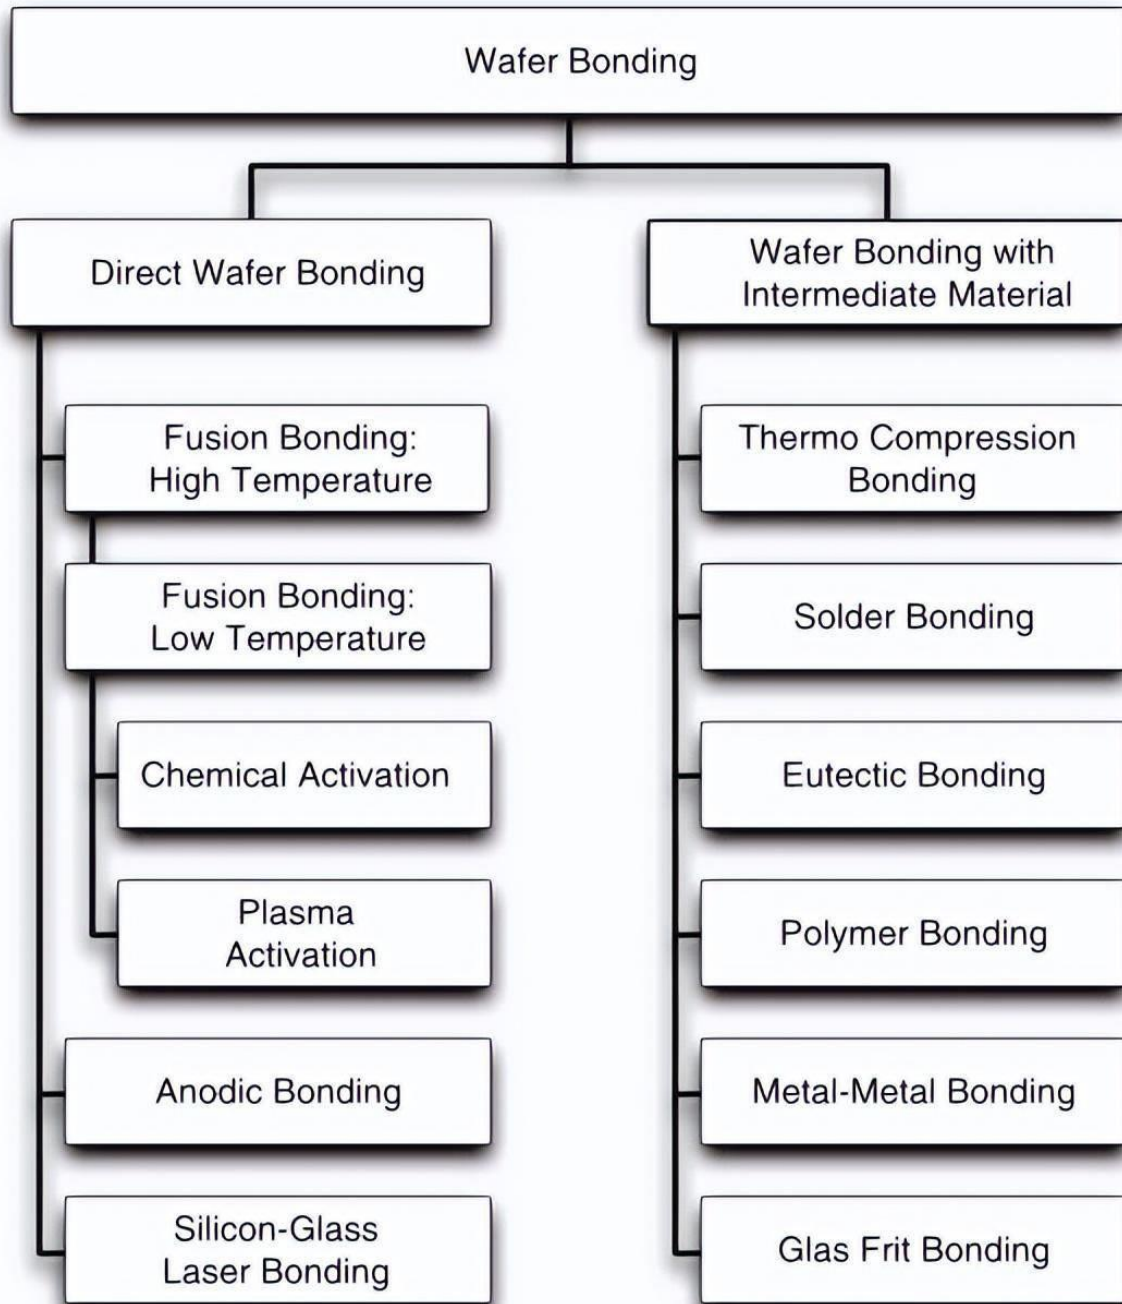 Wafer Bonding
Direct Wafer Bonding
Fusion Bonding:
High Temperature
Fusion Bonding:
Low Temperature
Chemical Activation
Plasma
Activation
Anodic Bonding
Silicon-Glass
Laser Bonding
Wafer Bonding with
Intermediate Material
Thermo Compression
Bonding
Solder Bonding
Eutectic Bonding
Polymer Bonding
Metal-Metal Bonding
Glas Frit Bonding